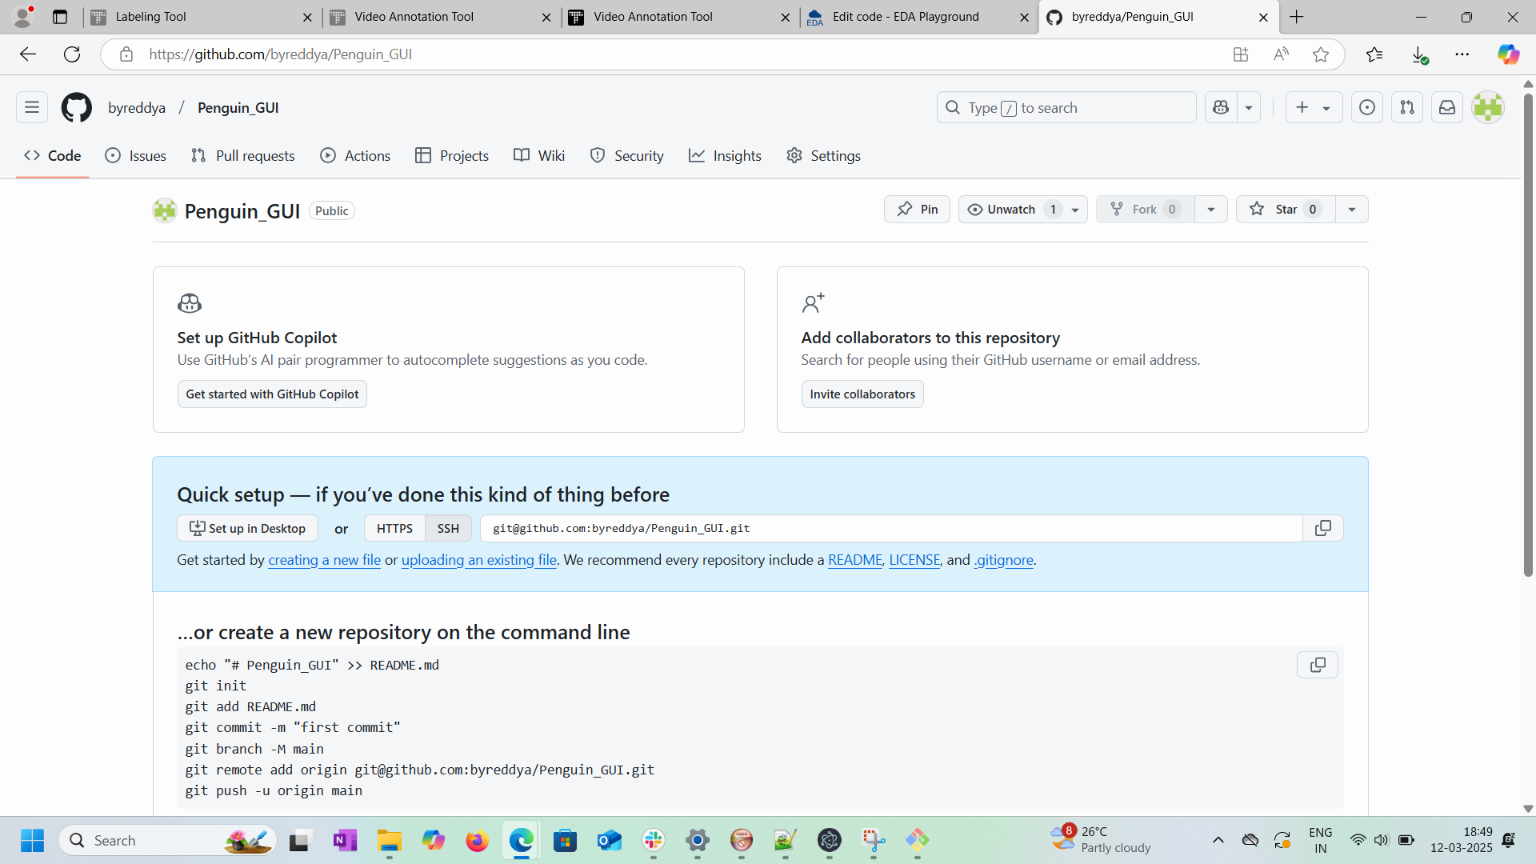 Labeling Tool
Video Annotation Tool
Video Annotation Tool
EDA
Edit code - EDA Playground
byreddya/Penguin_GUI
https://github.com/byreddya/Penguin_GUI
byreddya / Penguin_GUI
Type / to search
Code
Issues
Pull requests
Actions
Projects
Wiki
Security
Insights
Settings
Penguin_GUI
Public
Pin
Unwatch 1
Fork 0
Star 0
Set up GitHub Copilot
Use GitHub's AI pair programmer to autocomplete suggestions as you code.
Get started with GitHub Copilot
Add collaborators to this repository
Search for people using their GitHub username or email address.
Invite collaborators
Quick setup — if you've done this kind of thing before
Set up in Desktop or HTTPS SSH git@github.com:byreddya/Penguin_GUI.git
Get started by creating a new file or uploading an existing file. We recommend every repository include a README, LICENSE, and .gitignore.
...or create a new repository on the command line
echo "# Penguin_GUI" >> README.md
git init
git add README.md
git commit -m "first commit"
git branch -M main
git remote add origin git@github.com:byreddya/Penguin_GUI.git
git push -u origin main
Search
8
26°C
Partly cloudy
ENG
IN
18:49
12-03-2025